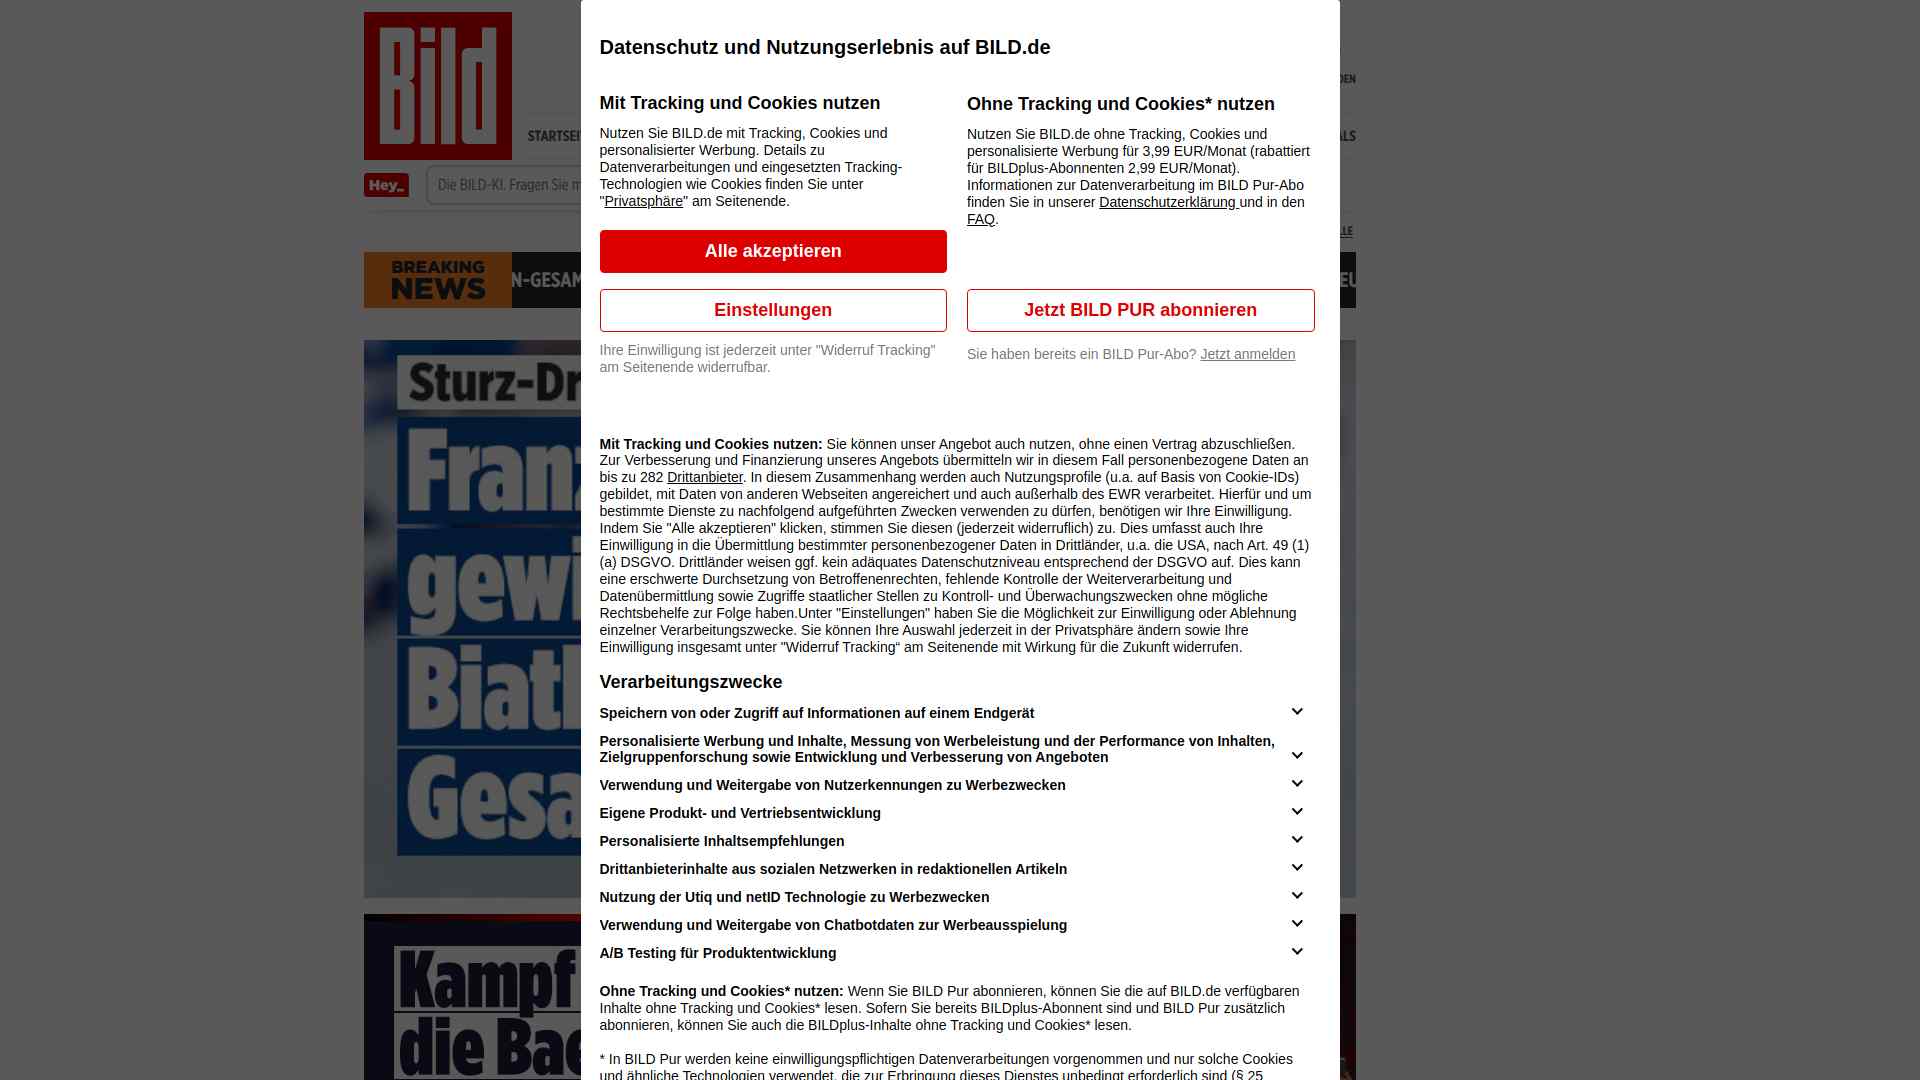 Bild
DEN
STARTSEI
ALS
Hey_
Die BILD-KI. Fragen Sie m
LLE
BREAKING
NEWS
N-GESAM
EU
Sturz-Dr
Franz
gewi
Biatl
Gesa
Kampf
die Bae
Datenschutz und Nutzungserlebnis auf BILD.de
Mit Tracking und Cookies nutzen
Nutzen Sie BILD.de mit Tracking, Cookies und
personalisierter Werbung. Details zu
Datenverarbeitungen und eingesetzten Tracking-
Technologien wie Cookies finden Sie unter
"Privatsphäre" am Seitenende.
Alle akzeptieren
Einstellungen
Ihre Einwilligung ist jederzeit unter "Widerruf Tracking"
am Seitenende widerrufbar.
Ohne Tracking und Cookies* nutzen
Nutzen Sie BILD.de ohne Tracking, Cookies und
personalisierte Werbung für 3,99 EUR/Monat (rabattiert
für BILDplus-Abonnenten 2,99 EUR/Monat).
Informationen zur Datenverarbeitung im BILD Pur-Abo
finden Sie in unserer Datenschutzerklärung und in den
FAQ.
Jetzt BILD PUR abonnieren
Sie haben bereits ein BILD Pur-Abo? Jetzt anmelden
Mit Tracking und Cookies nutzen: Sie können unser Angebot auch nutzen, ohne einen Vertrag abzuschließen.
Zur Verbesserung und Finanzierung unseres Angebots übermitteln wir in diesem Fall personenbezogene Daten an
bis zu 282 Drittanbieter. In diesem Zusammenhang werden auch Nutzungsprofile (u.a. auf Basis von Cookie-IDs)
gebildet, mit Daten von anderen Webseiten angereichert und auch außerhalb des EWR verarbeitet. Hierfür und um
bestimmte Dienste zu nachfolgend aufgeführten Zwecken verwenden zu dürfen, benötigen wir Ihre Einwilligung.
Indem Sie "Alle akzeptieren" klicken, stimmen Sie diesen (jederzeit widerruflich) zu. Dies umfasst auch Ihre
Einwilligung in die Übermittlung bestimmter personenbezogener Daten in Drittländer, u.a. die USA, nach Art. 49 (1)
(a) DSGVO. Drittländer weisen ggf. kein adäquates Datenschutzniveau entsprechend der DSGVO auf. Dies kann
eine erschwerte Durchsetzung von Betroffenenrechten, fehlende Kontrolle der Weiterverarbeitung und
Datenübermittlung sowie Zugriffe staatlicher Stellen zu Kontroll- und Überwachungszwecken ohne mögliche
Rechtsbehelfe zur Folge haben.Unter "Einstellungen" haben Sie die Möglichkeit zur Einwilligung oder Ablehnung
einzelner Verarbeitungszwecke. Sie können Ihre Auswahl jederzeit in der Privatsphäre ändern sowie Ihre
Einwilligung insgesamt unter "Widerruf Tracking“ am Seitenende mit Wirkung für die Zukunft widerrufen.
Verarbeitungszwecke
Speichern von oder Zugriff auf Informationen auf einem Endgerät
Personalisierte Werbung und Inhalte, Messung von Werbeleistung und der Performance von Inhalten,
Zielgruppenforschung sowie Entwicklung und Verbesserung von Angeboten
Verwendung und Weitergabe von Nutzerkennungen zu Werbezwecken
Eigene Produkt- und Vertriebsentwicklung
Personalisierte Inhaltsempfehlungen
Drittanbieterinhalte aus sozialen Netzwerken in redaktionellen Artikeln
Nutzung der Utiq und netID Technologie zu Werbezwecken
Verwendung und Weitergabe von Chatbotdaten zur Werbeausspielung
A/B Testing für Produktentwicklung
Ohne Tracking und Cookies* nutzen: Wenn Sie BILD Pur abonnieren, können Sie die auf BILD.de verfügbaren
Inhalte ohne Tracking und Cookies* lesen. Sofern Sie bereits BILDplus-Abonnent sind und BILD Pur zusätzlich
abonnieren, können Sie auch die BILDplus-Inhalte ohne Tracking und Cookies* lesen.
* In BILD Pur werden keine einwilligungspflichtigen Datenverarbeitungen vorgenommen und nur solche Cookies
und ähnliche Technologien verwendet, die zur Erbringung dieses Dienstes unbedingt erforderlich sind (§ 25